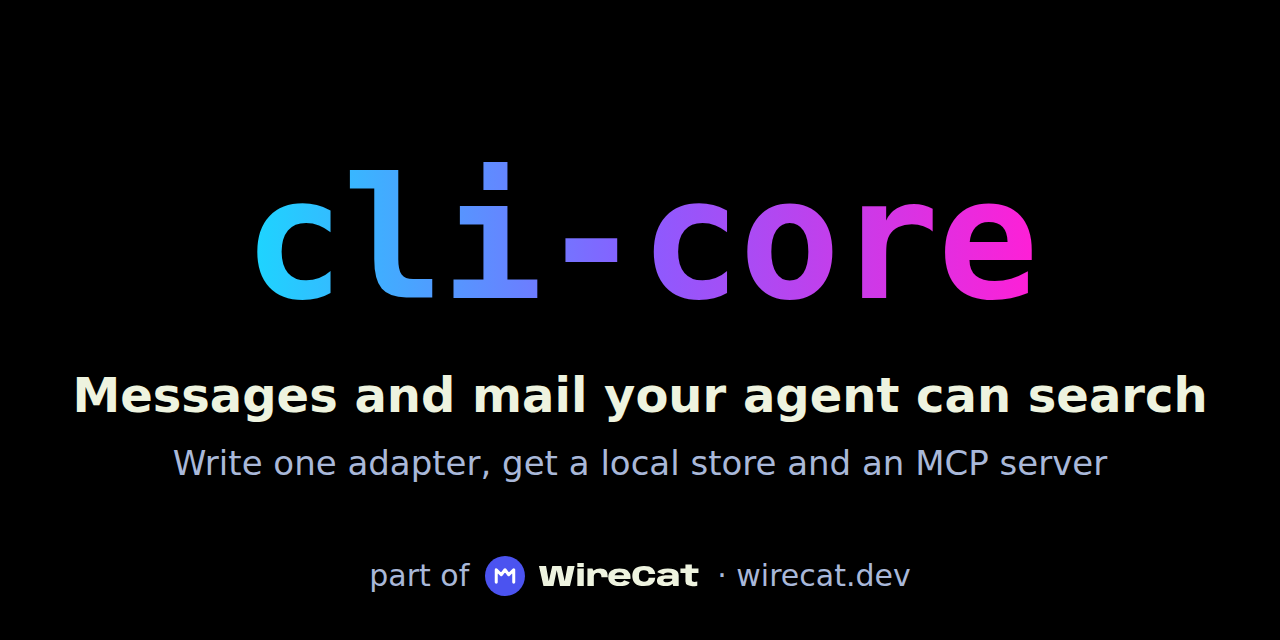 cli-core
Messages and mail your agent can search
Write one adapter, get a local store and an MCP server
part of wirecat · wirecat.dev